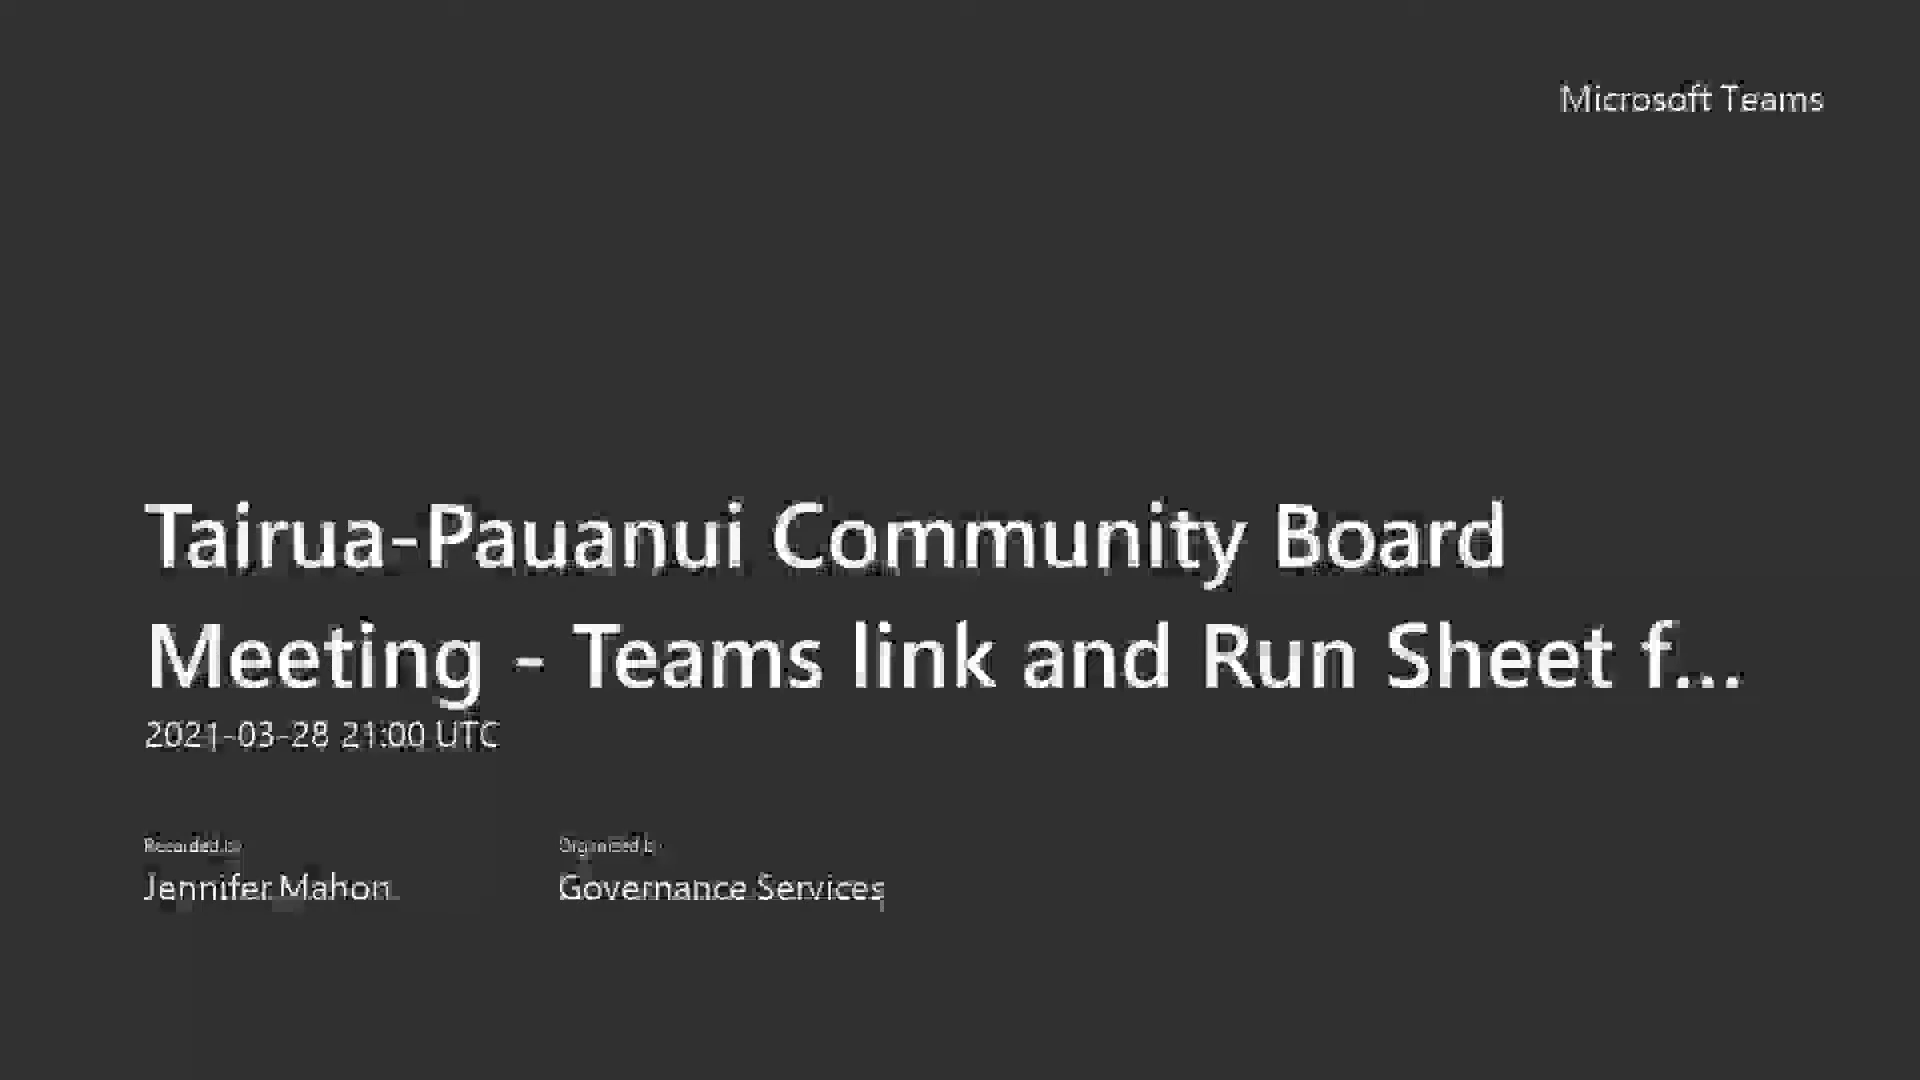 Microsoft Teams
Tairua-Pauanui Community Board
Meeting - Teams link and Run Sheet f...
2021-03-28 21:00 UTC
Recorded by
Organized by
Jennifer Mahon
Governance Services